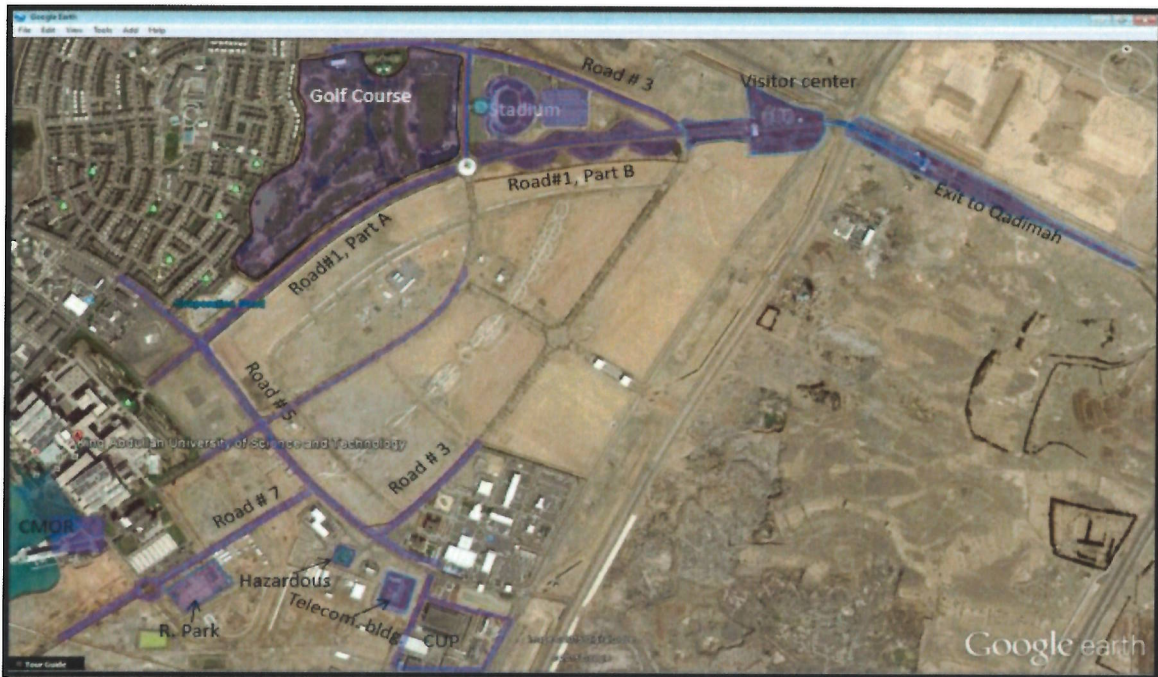 Google Earth
File Edit View Tools Add Help
Road # 3
Visitor center
Golf Course
Stadium
Road#1, Part B
Exit to Qadimah
Road#1, Part A
Road # 5
King Abdullah University of Science and Technology
Road # 3
Road # 7
CMOR
Hazardous
Telecom. bldg
R. Park
CUP
Google earth
Tour Guide